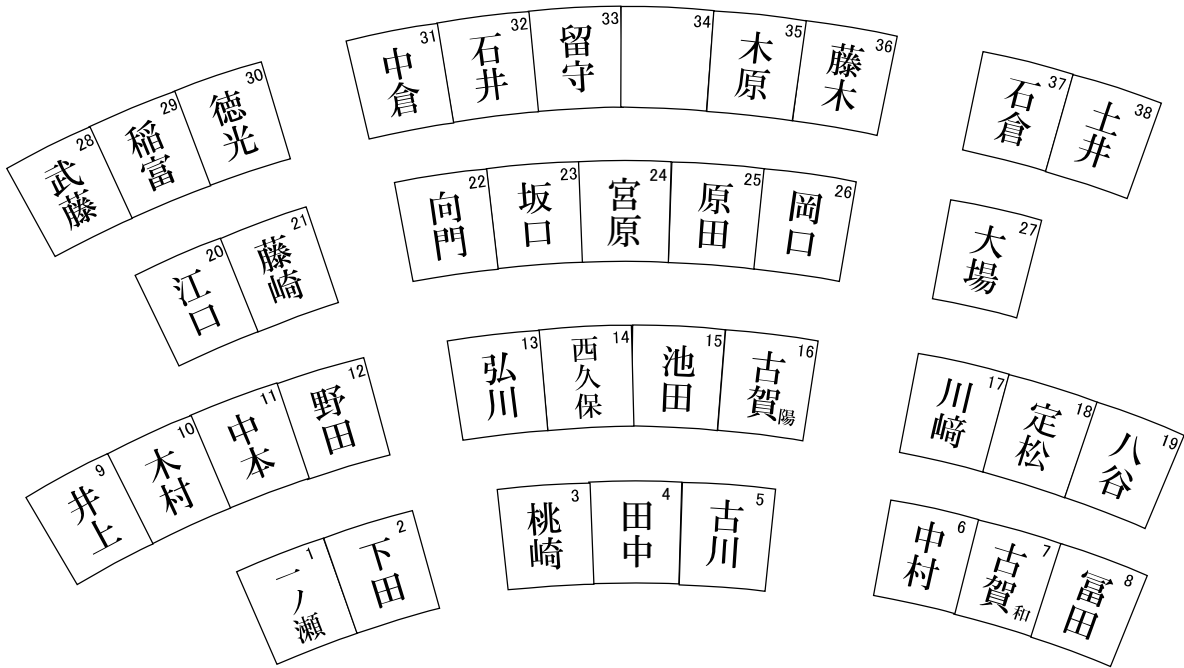 31 中倉
32 石井
33 留守
34
35 木原
36 藤木
28 武藤
29 稲富
30 徳光
37 石倉
38 土井
22 向門
23 坂口
24 宮原
25 原田
26 岡口
20 江口
21 藤崎
27 大場
13 弘川
14 西久保
15 池田
16 古賀陽
9 井上
10 木村
11 中本
12 野田
17 川﨑
18 定松
19 八谷
3 桃崎
4 田中
5 古川
1 一ノ瀬
2 下田
6 中村
7 古賀和
8 冨田